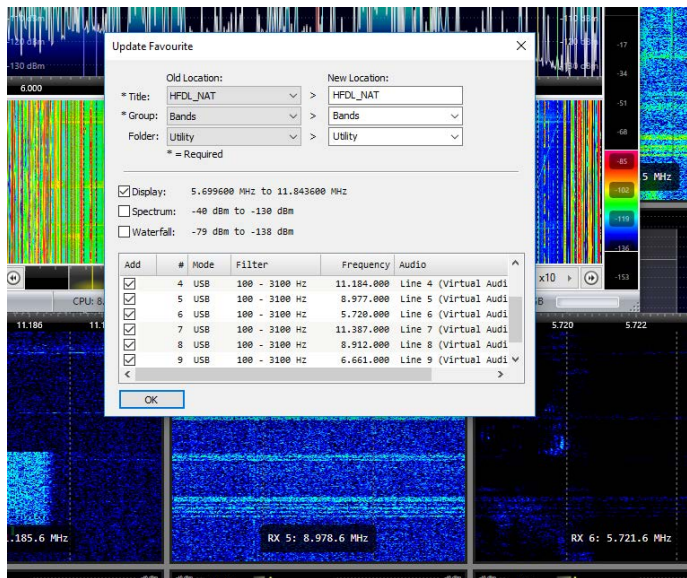 -110 dBm
-120 dBm
-130 dBm
6.000
Update Favourite
Old Location:
New Location:
* Title:
HFDL_NAT
>
HFDL_NAT
* Group:
Bands
>
Bands
Folder:
Utility
>
Utility
* = Required
Display:
5.699600 MHz to 11.843600 MHz
Spectrum:
-40 dBm to -130 dBm
Waterfall:
-79 dBm to -138 dBm
Add # Mode Filter Frequency Audio
4 USB 100 - 3100 Hz 11.184.000 Line 4 (Virtual Audi
5 USB 100 - 3100 Hz 8.977.000 Line 5 (Virtual Audi
6 USB 100 - 3100 Hz 5.720.000 Line 6 (Virtual Audi
7 USB 100 - 3100 Hz 11.387.000 Line 7 (Virtual Audi
8 USB 100 - 3100 Hz 8.912.000 Line 8 (Virtual Audi
9 USB 100 - 3100 Hz 6.661.000 Line 9 (Virtual Audi
OK
-17
-34
-51
-68
-85
-102
-119
-136
-153
5 MHz
x10
CPU: 8.
11.186
11.1
5.720
5.722
.185.6 MHz
RX 5: 8.978.6 MHz
RX 6: 5.721.6 MHz